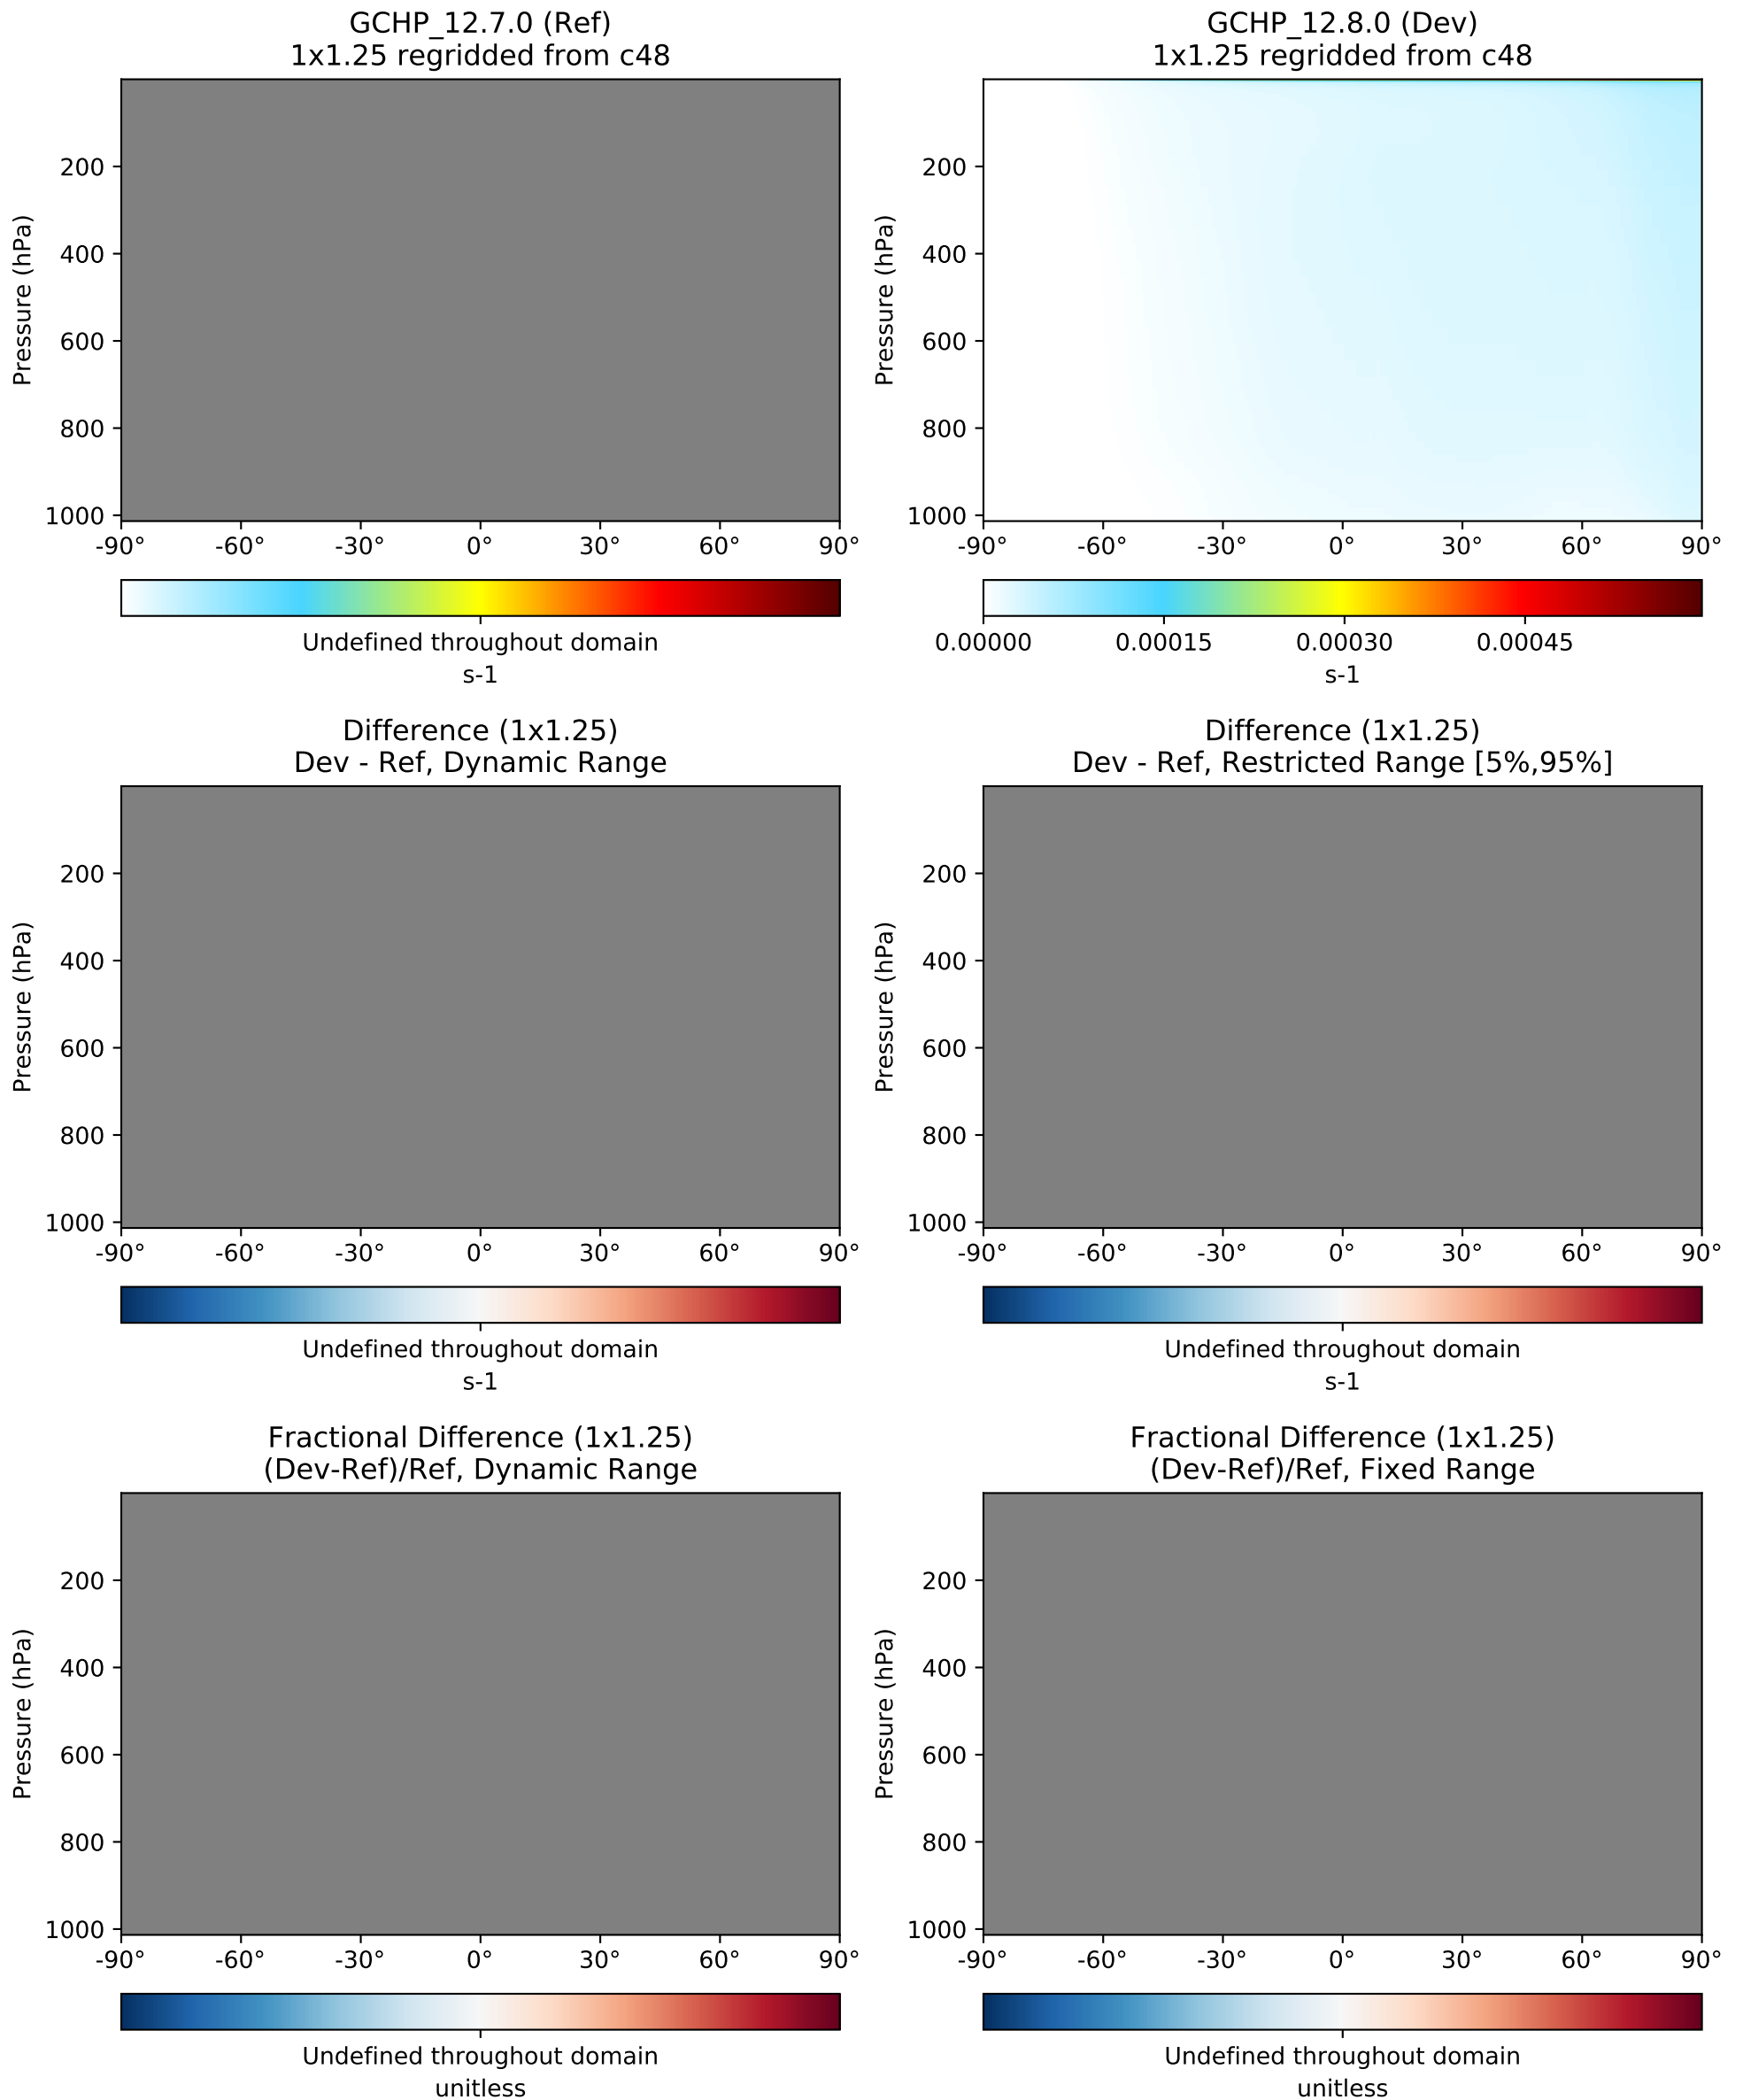 GCHP_12.7.0 (Ref)
1x1.25 regridded from c48
Pressure (hPa)
200
400
600
800
1000
-90° -60° -30° 0° 30° 60° 90°
Undefined throughout domain
s-1
GCHP_12.8.0 (Dev)
1x1.25 regridded from c48
Pressure (hPa)
200
400
600
800
1000
-90° -60° -30° 0° 30° 60° 90°
0.00000 0.00015 0.00030 0.00045
s-1
Difference (1x1.25)
Dev - Ref, Dynamic Range
Pressure (hPa)
200
400
600
800
1000
-90° -60° -30° 0° 30° 60° 90°
Undefined throughout domain
s-1
Difference (1x1.25)
Dev - Ref, Restricted Range [5%,95%]
Pressure (hPa)
200
400
600
800
1000
-90° -60° -30° 0° 30° 60° 90°
Undefined throughout domain
s-1
Fractional Difference (1x1.25)
(Dev-Ref)/Ref, Dynamic Range
Pressure (hPa)
200
400
600
800
1000
-90° -60° -30° 0° 30° 60° 90°
Undefined throughout domain
unitless
Fractional Difference (1x1.25)
(Dev-Ref)/Ref, Fixed Range
Pressure (hPa)
200
400
600
800
1000
-90° -60° -30° 0° 30° 60° 90°
Undefined throughout domain
unitless